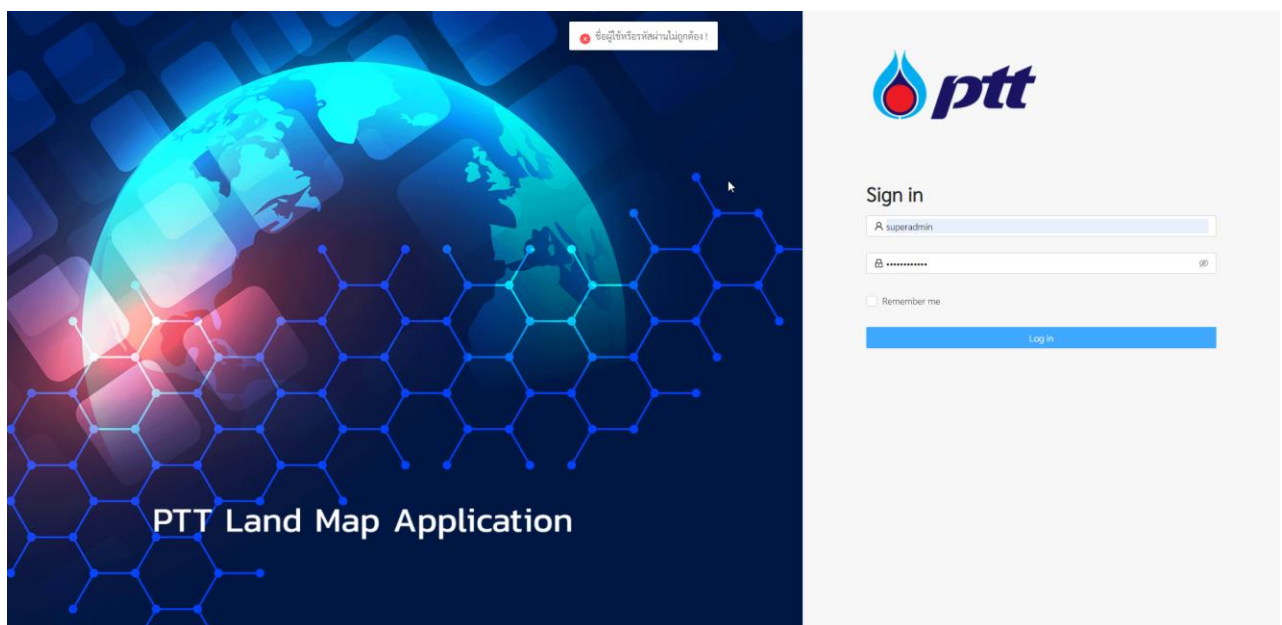 ชื่อผู้ใช้หรือรหัสผ่านไม่ถูกต้อง !
ptt
Sign in
superadmin
••••••••••••
Remember me
Log in
PTT Land Map Application